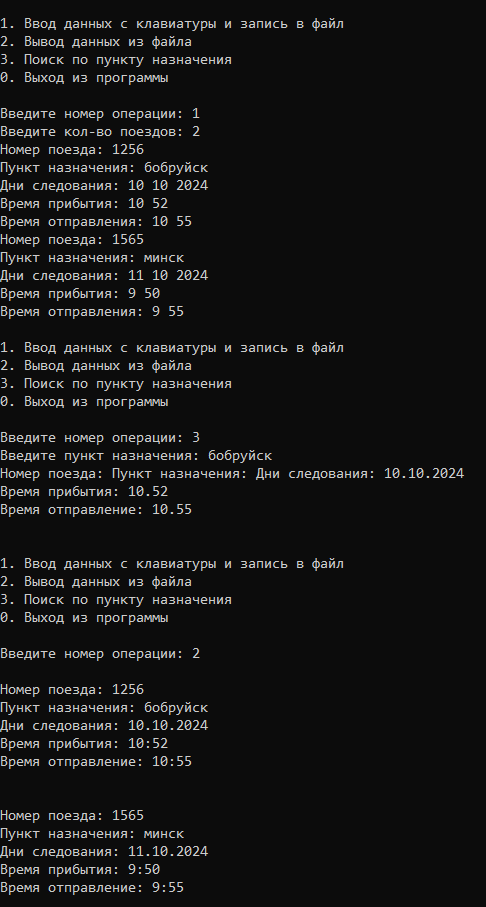 1. Ввод данных с клавиатуры и запись в файл
2. Вывод данных из файла
3. Поиск по пункту назначения
0. Выход из программы
Введите номер операции: 1
Введите кол-во поездов: 2
Номер поезда: 1256
Пункт назначения: бобруйск
Дни следования: 10 10 2024
Время прибытия: 10 52
Время отправления: 10 55
Номер поезда: 1565
Пункт назначения: минск
Дни следования: 11 10 2024
Время прибытия: 9 50
Время отправления: 9 55
1. Ввод данных с клавиатуры и запись в файл
2. Вывод данных из файла
3. Поиск по пункту назначения
0. Выход из программы
Введите номер операции: 3
Введите пункт назначения: бобруйск
Номер поезда: Пункт назначения: Дни следования: 10.10.2024
Время прибытия: 10.52
Время отправление: 10.55
1. Ввод данных с клавиатуры и запись в файл
2. Вывод данных из файла
3. Поиск по пункту назначения
0. Выход из программы
Введите номер операции: 2
Номер поезда: 1256
Пункт назначения: бобруйск
Дни следования: 10.10.2024
Время прибытия: 10:52
Время отправление: 10:55
Номер поезда: 1565
Пункт назначения: минск
Дни следования: 11.10.2024
Время прибытия: 9:50
Время отправление: 9:55